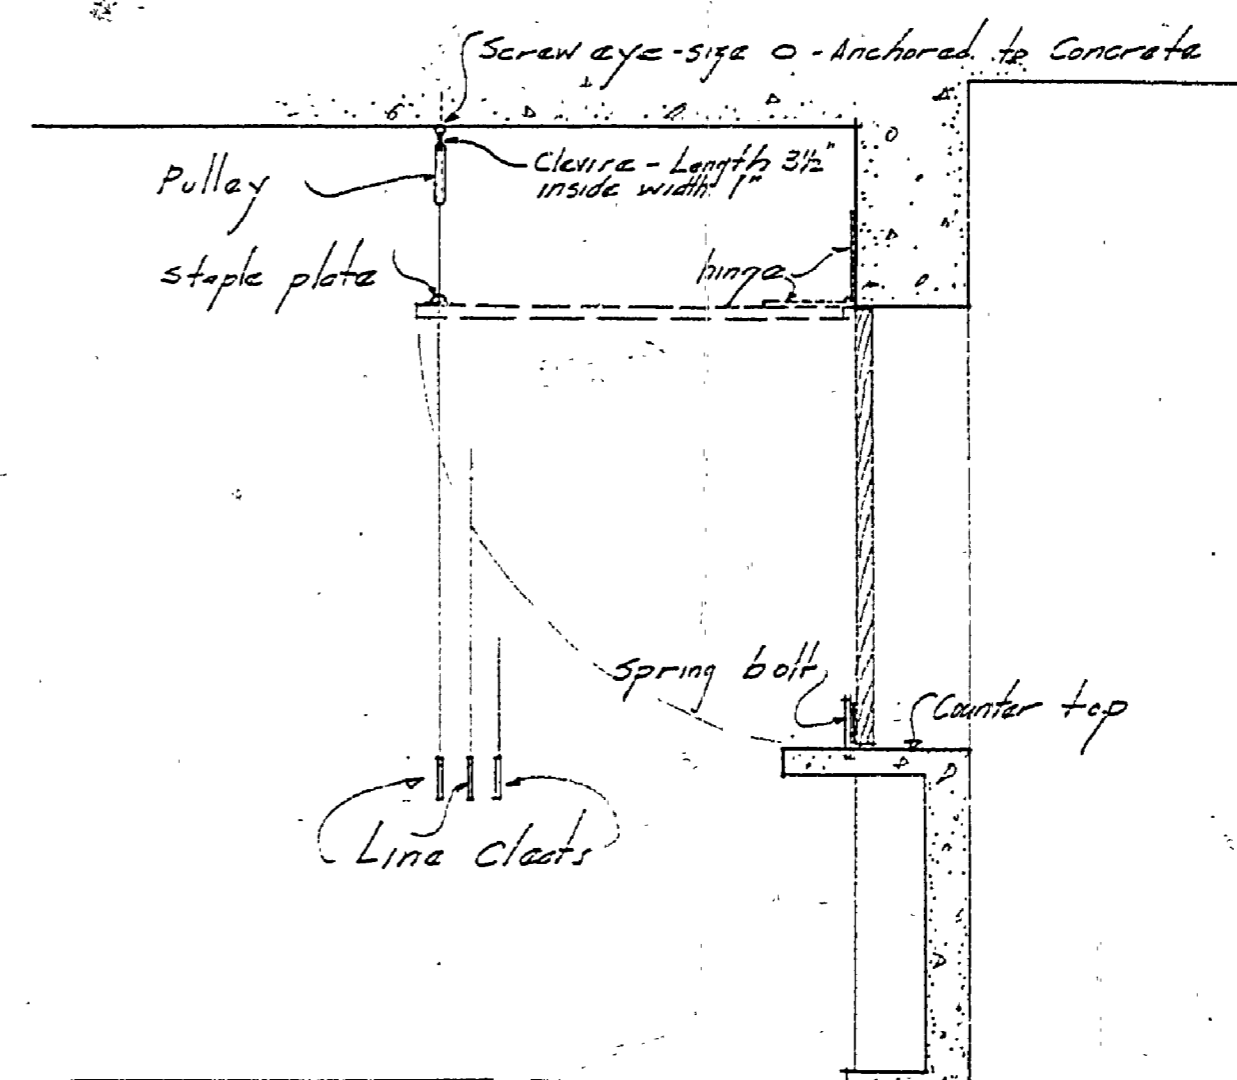 Screw eye-size 0 - Anchored to Concrete
Clevise - Length 3½"
inside width 1"
Pulley
staple plate
hinge
spring bolt
Counter top
Line Cleats